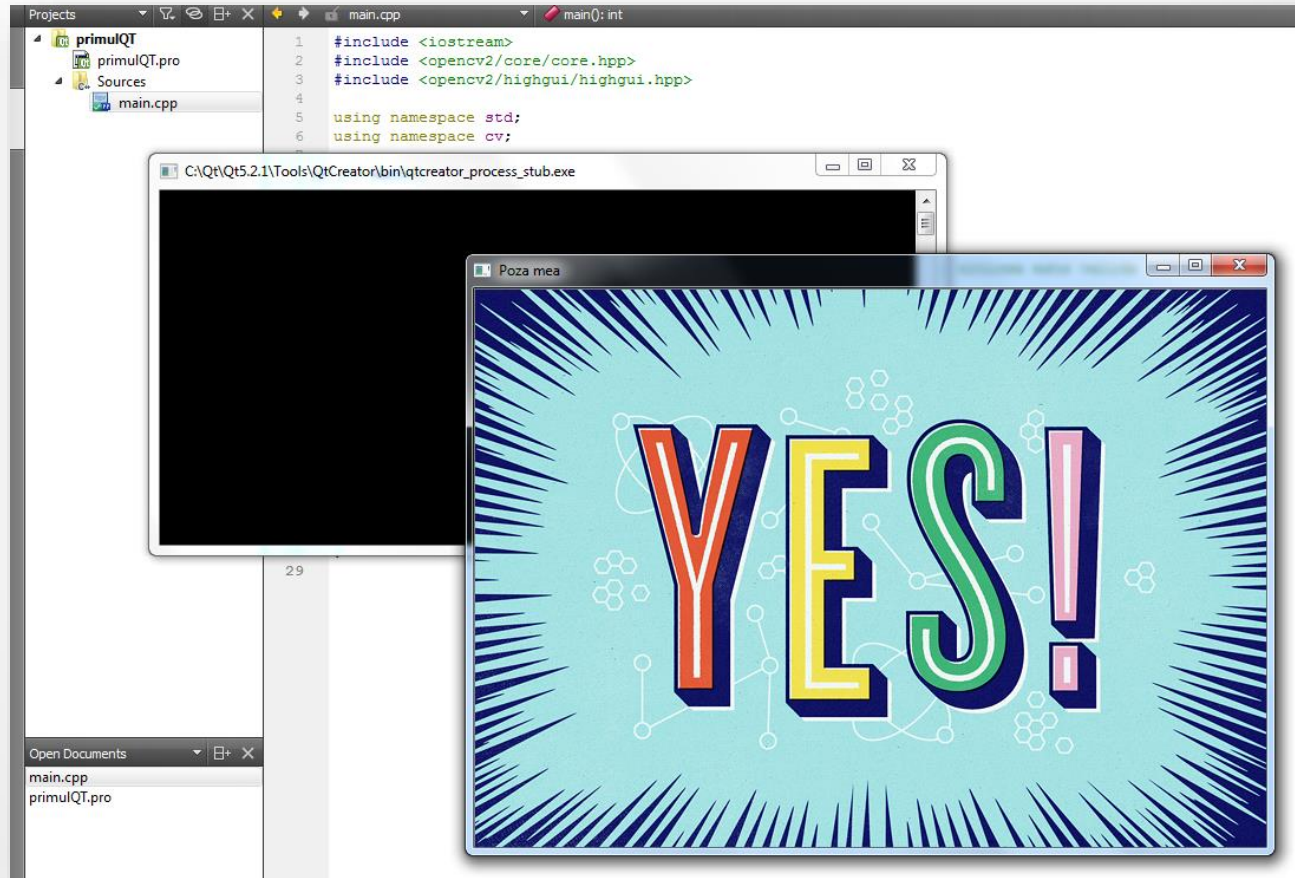 Projects
main.cpp
main(): int
primulQT
primulQT.pro
Sources
main.cpp
1 #include <iostream>
2 #include <opencv2/core/core.hpp>
3 #include <opencv2/highgui/highgui.hpp>
4
5 using namespace std;
6 using namespace cv;
C:\Qt\Qt5.2.1\Tools\QtCreator\bin\qtcreator_process_stub.exe
Poza mea
YES!
29
Open Documents
main.cpp
primulQT.pro